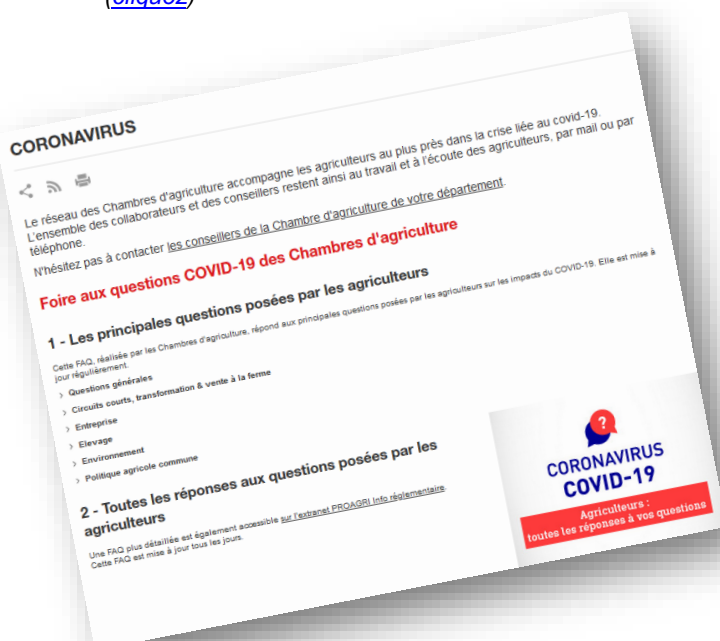 (cliquez)
CORONAVIRUS
Le réseau des Chambres d'agriculture accompagne les agriculteurs au plus près dans la crise liée au covid-19.
L'ensemble des collaborateurs et des conseillers restent ainsi au travail et à l'écoute des agriculteurs, par mail ou par
téléphone.
N'hésitez pas à contacter les conseillers de la Chambre d'agriculture de votre département.
Foire aux questions COVID-19 des Chambres d'agriculture
1 - Les principales questions posées par les agriculteurs
Cette FAQ, réalisée par les Chambres d'agriculture, répond aux principales questions posées par les agriculteurs sur les impacts du COVID-19. Elle est mise à
jour régulièrement.
> Questions générales
> Circuits courts, transformation & vente à la ferme
> Entreprise
> Elevage
> Environnement
> Politique agricole commune
2 - Toutes les réponses aux questions posées par les
agriculteurs
Une FAQ plus détaillée est également accessible sur l'extranet PROAGRI Info réglementaire.
Cette FAQ est mise à jour tous les jours.
?
CORONAVIRUS
COVID-19
Agriculteurs :
toutes les réponses à vos questions